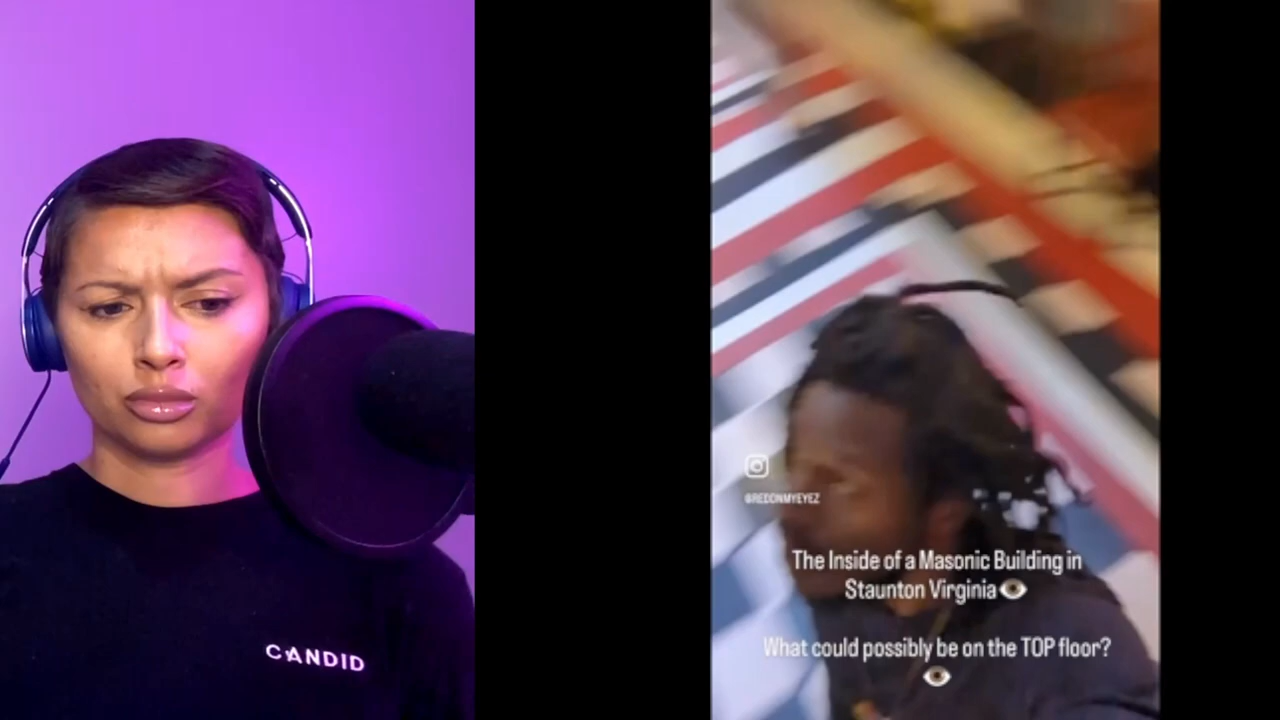 CANDID
@REDONMYEYEZ
The Inside of a Masonic Building in
Staunton Virginia👁️
What could possibly be on the TOP floor?
👁️